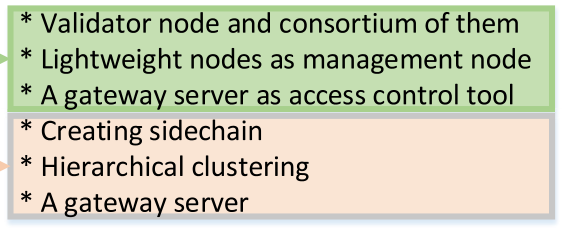 * Validator node and consortium of them
* Lightweight nodes as management node
* A gateway server as access control tool
* Creating sidechain
* Hierarchical clustering
* A gateway server